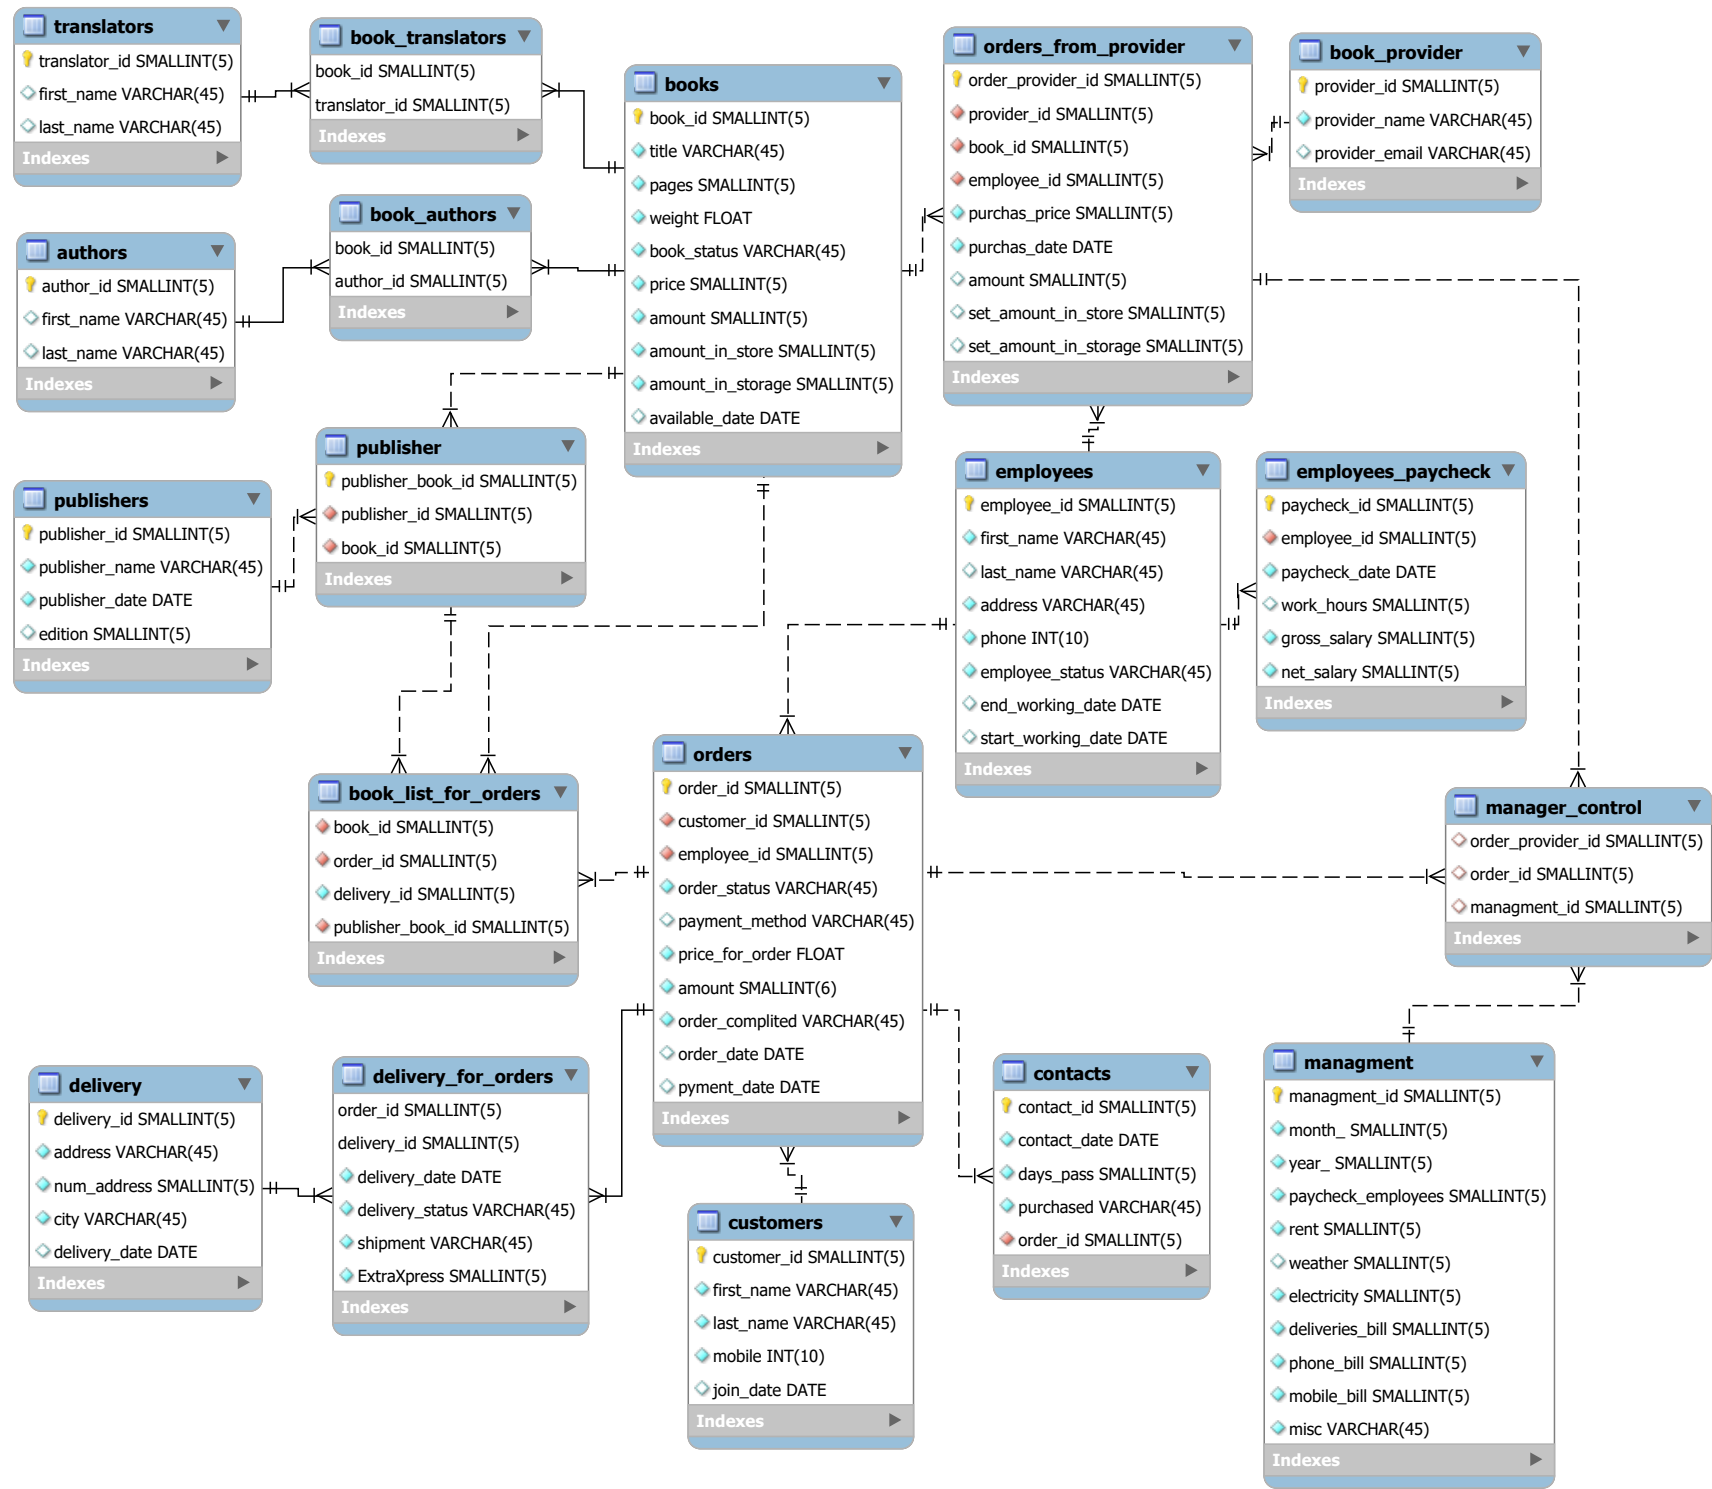 translators
translator_id SMALLINT(5)
first_name VARCHAR(45)
last_name VARCHAR(45)
Indexes
book_translators
book_id SMALLINT(5)
translator_id SMALLINT(5)
Indexes
books
book_id SMALLINT(5)
title VARCHAR(45)
pages SMALLINT(5)
weight FLOAT
book_status VARCHAR(45)
price SMALLINT(5)
amount SMALLINT(5)
amount_in_store SMALLINT(5)
amount_in_storage SMALLINT(5)
available_date DATE
Indexes
orders_from_provider
order_provider_id SMALLINT(5)
provider_id SMALLINT(5)
book_id SMALLINT(5)
employee_id SMALLINT(5)
purchas_price SMALLINT(5)
purchas_date DATE
amount SMALLINT(5)
set_amount_in_store SMALLINT(5)
set_amount_in_storage SMALLINT(5)
Indexes
book_provider
provider_id SMALLINT(5)
provider_name VARCHAR(45)
provider_email VARCHAR(45)
Indexes
authors
author_id SMALLINT(5)
first_name VARCHAR(45)
last_name VARCHAR(45)
Indexes
book_authors
book_id SMALLINT(5)
author_id SMALLINT(5)
Indexes
publishers
publisher_id SMALLINT(5)
publisher_name VARCHAR(45)
publisher_date DATE
edition SMALLINT(5)
Indexes
publisher
publisher_book_id SMALLINT(5)
publisher_id SMALLINT(5)
book_id SMALLINT(5)
Indexes
employees
employee_id SMALLINT(5)
first_name VARCHAR(45)
last_name VARCHAR(45)
address VARCHAR(45)
phone INT(10)
employee_status VARCHAR(45)
end_working_date DATE
start_working_date DATE
Indexes
employees_paycheck
paycheck_id SMALLINT(5)
employee_id SMALLINT(5)
paycheck_date DATE
work_hours SMALLINT(5)
gross_salary SMALLINT(5)
net_salary SMALLINT(5)
Indexes
book_list_for_orders
book_id SMALLINT(5)
order_id SMALLINT(5)
delivery_id SMALLINT(5)
publisher_book_id SMALLINT(5)
Indexes
orders
order_id SMALLINT(5)
customer_id SMALLINT(5)
employee_id SMALLINT(5)
order_status VARCHAR(45)
payment_method VARCHAR(45)
price_for_order FLOAT
amount SMALLINT(6)
order_complited VARCHAR(45)
order_date DATE
pyment_date DATE
Indexes
manager_control
order_provider_id SMALLINT(5)
order_id SMALLINT(5)
managment_id SMALLINT(5)
Indexes
delivery
delivery_id SMALLINT(5)
address VARCHAR(45)
num_address SMALLINT(5)
city VARCHAR(45)
delivery_date DATE
Indexes
delivery_for_orders
order_id SMALLINT(5)
delivery_id SMALLINT(5)
delivery_date DATE
delivery_status VARCHAR(45)
shipment VARCHAR(45)
ExtraXpress SMALLINT(5)
Indexes
customers
customer_id SMALLINT(5)
first_name VARCHAR(45)
last_name VARCHAR(45)
mobile INT(10)
join_date DATE
Indexes
contacts
contact_id SMALLINT(5)
contact_date DATE
days_pass SMALLINT(5)
purchased VARCHAR(45)
order_id SMALLINT(5)
Indexes
managment
managment_id SMALLINT(5)
month_ SMALLINT(5)
year_ SMALLINT(5)
paycheck_employees SMALLINT(5)
rent SMALLINT(5)
weather SMALLINT(5)
electricity SMALLINT(5)
deliveries_bill SMALLINT(5)
phone_bill SMALLINT(5)
mobile_bill SMALLINT(5)
misc VARCHAR(45)
Indexes